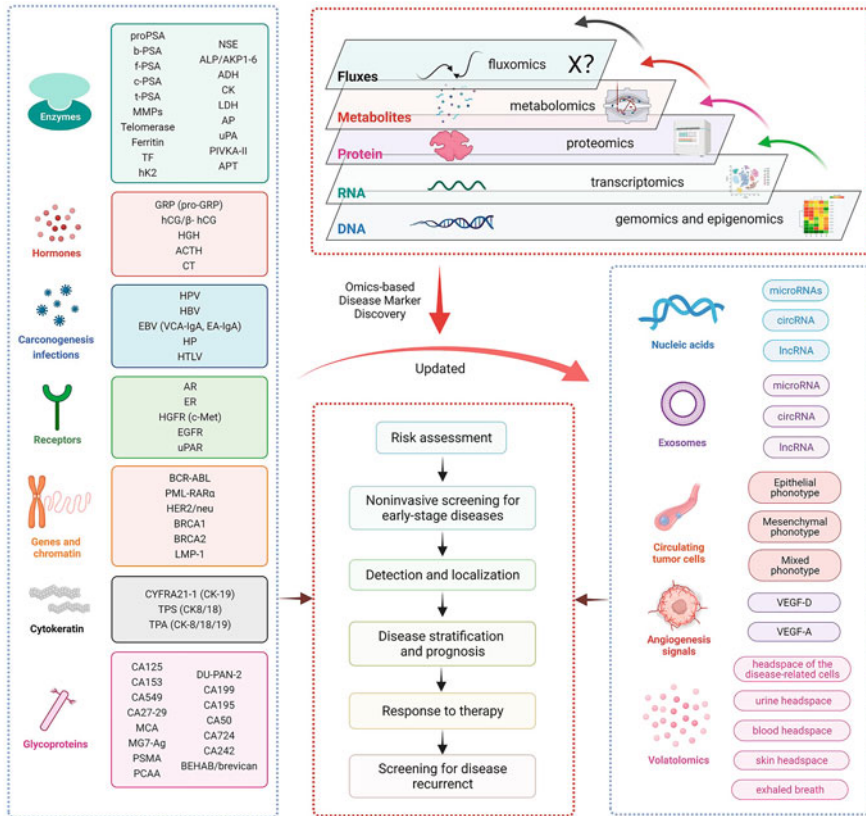 proPSA
b-PSA
f-PSA
c-PSA
t-PSA
MMPs
Telomerase
Ferritin
TF
hK2
NSE
ALP/AKP1-6
ADH
CK
LDH
AP
uPA
PIVKA-II
APT
Enzymes
GRP (pro-GRP)
hCG/β- hCG
HGH
ACTH
CT
Hormones
HPV
HBV
EBV (VCA-IgA, EA-IgA)
HP
HTLV
Carconogenesis
infections
AR
ER
HGFR (c-Met)
EGFR
uPAR
Receptors
BCR-ABL
PML-RARα
HER2/neu
BRCA1
BRCA2
LMP-1
Genes and
chromatin
CYFRA21-1 (CK-19)
TPS (CK8/18)
TPA (CK-8/18/19)
Cytokeratin
CA125
CA153
CA549
CA27-29
MCA
MG7-Ag
PSMA
PCAA
DU-PAN-2
CA199
CA195
CA50
CA724
CA242
BEHAB/brevican
Glycoproteins
Fluxes
fluxomics
X?
Metabolites
metabolomics
Protein
proteomics
RNA
transcriptomics
DNA
gemomics and epigenomics
Omics-based
Disease Marker
Discovery
Updated
Risk assessment
Noninvasive screening for
early-stage diseases
Detection and localization
Disease stratification
and prognosis
Response to therapy
Screening for disease
recurrenct
Nucleic acids
microRNAs
circRNA
lncRNA
Exosomes
microRNA
circRNA
lncRNA
Circulating
tumor cells
Epithelial
phonotype
Mesenchymal
phonotype
Mixed
phonotype
Angiogenesis
signals
VEGF-D
VEGF-A
Volatolomics
headspace of the
disease-related cells
urine headspace
blood headspace
skin headspace
exhaled breath